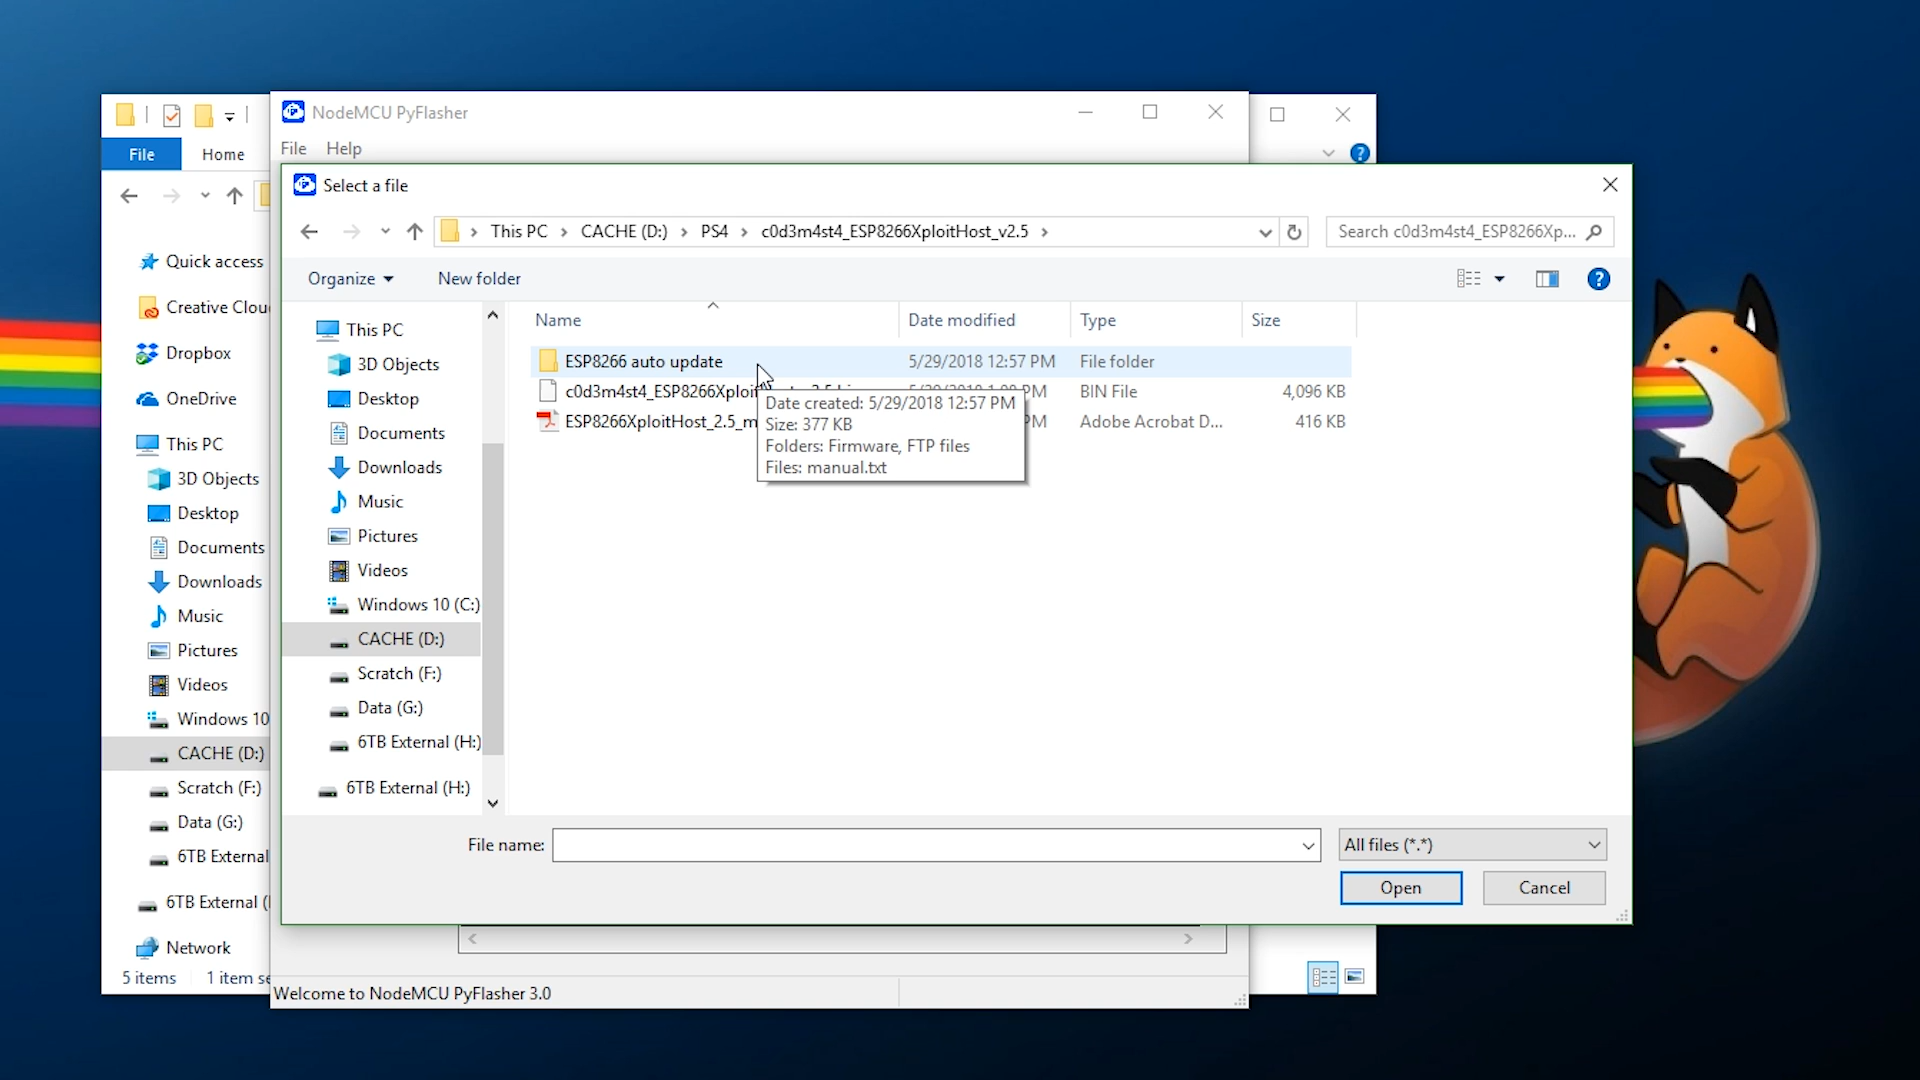 NodeMCU PyFlasher
File Home
File Help
Select a file
This PC CACHE (D:) PS4 c0d3m4st4_ESP8266XploitHost_v2.5
Search c0d3m4st4_ESP8266Xp...
Organize New folder
Quick access
Creative Clou
Dropbox
OneDrive
This PC
3D Objects
Desktop
Documents
Downloads
Music
Pictures
Videos
Windows 10
CACHE (D:)
Scratch (F:)
Data (G:)
6TB External
6TB External (
Network
5 items 1 item se
This PC
3D Objects
Desktop
Documents
Downloads
Music
Pictures
Videos
Windows 10 (C:)
CACHE (D:)
Scratch (F:)
Data (G:)
6TB External (H:)
6TB External (H:)
Name Date modified Type Size
ESP8266 auto update 5/29/2018 12:57 PM File folder
c0d3m4st4_ESP8266Xploi PM BIN File 4,096 KB
ESP8266XploitHost_2.5_m PM Adobe Acrobat D... 416 KB
Date created: 5/29/2018 12:57 PM
Size: 377 KB
Folders: Firmware, FTP files
Files: manual.txt
File name: All files (*.*)
Open Cancel
Welcome to NodeMCU PyFlasher 3.0